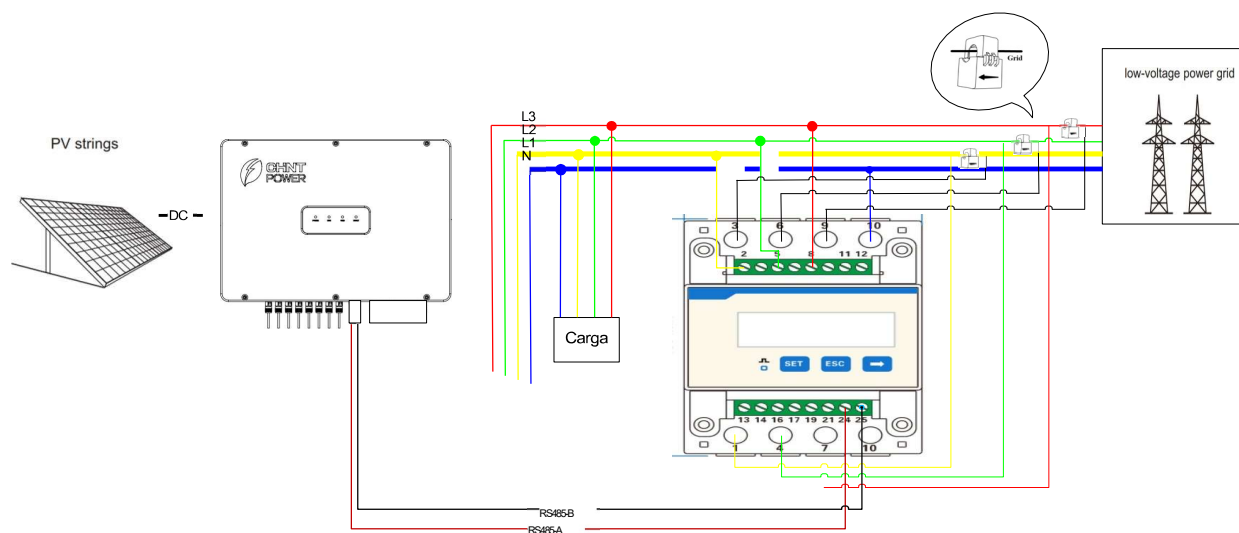 Grid
low-voltage power grid
L3
L2
L1
N
PV strings
CHNT
POWER
DC
3 6 9 10
2 5 8 11 12
Carga
SET ESC
13 14 16 17 19 21 24 25
1 4 7 10
RS485-B
RS485-A